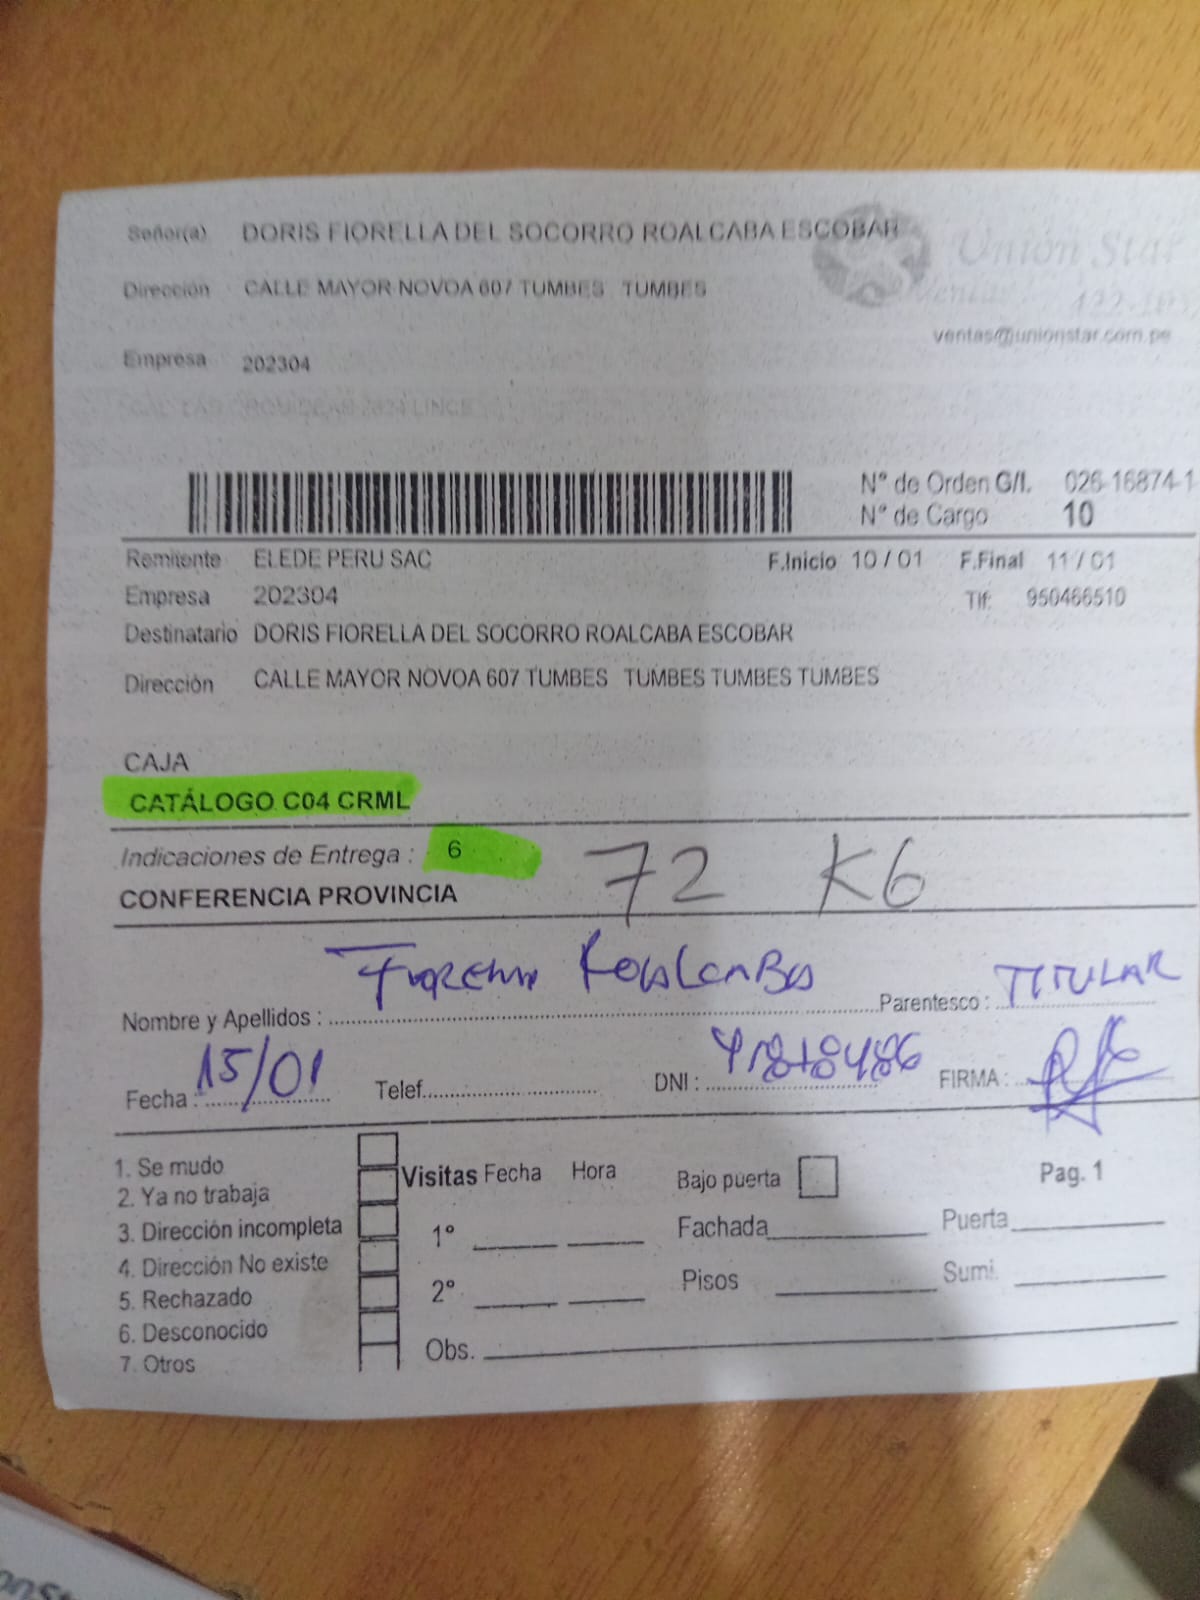 Señor(a) DORIS FIORELLA DEL SOCORRO ROALCABA ESCOBAR
Union Star
Dirección CALLE MAYOR NOVOA 607 TUMBES TUMBES
Ventas
ventas@unionstar.com.pe
Empresa 202304
LINCE
N° de Orden G/I. 026-16874-1
N° de Cargo 10
Remitente ELEDE PERU SAC F.Inicio 10 / 01 F.Final 11 / 01
Empresa 202304 Tlf: 950466510
Destinatario DORIS FIORELLA DEL SOCORRO ROALCABA ESCOBAR
Dirección CALLE MAYOR NOVOA 607 TUMBES TUMBES TUMBES TUMBES
CAJA
CATÁLOGO C04 CRML
Indicaciones de Entrega : 6 72 K6
CONFERENCIA PROVINCIA
Nombre y Apellidos : Parentesco : TITULAR
Fecha : 15/01 Telef. DNI : FIRMA :
1. Se mudo Visitas Fecha Hora Bajo puerta Pag. 1
2. Ya no trabaja
3. Dirección incompleta 1° Fachada Puerta
4. Dirección No existe
5. Rechazado 2° Pisos Sumi.
6. Desconocido
7. Otros Obs.